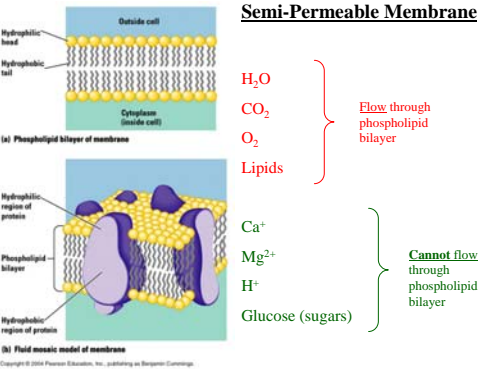 Semi-Permeable Membrane
Outside cell
Hydrophilic
head
Hydrophobic
tail
Cytoplasm
(inside cell)
(a) Phospholipid bilayer of membrane
Hydrophilic
region of
protein
Phospholipid
bilayer
Hydrophobic
region of protein
(b) Fluid mosaic model of membrane
Copyright © 2004 Pearson Education, Inc., publishing as Benjamin Cummings
H₂O
CO₂
O₂
Lipids
Flow through
phospholipid
bilayer
Ca⁺
Mg²⁺
H⁺
Glucose (sugars)
Cannot flow
through
phospholipid
bilayer